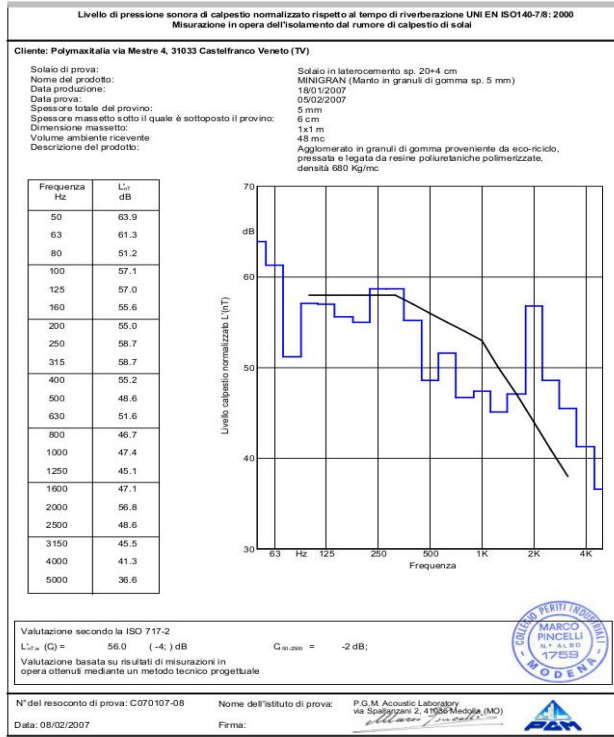 Livello di pressione sonora di calpestio normalizzato rispetto al tempo di riverberazione UNI EN ISO140-7/8: 2000
Misurazione in opera dell'isolamento dal rumore di calpestio di solai
Cliente: Polymaxitalia via Mestre 4, 31033 Castelfranco Veneto (TV)
Solaio di prova: Solaio in laterocemento sp. 20+4 cm
Nome del prodotto: MINIGRAN (Manto in granuli di gomma sp. 5 mm)
Data produzione: 18/01/2007
Data prova: 05/02/2007
Spessore totale del provino: 5 mm
Spessore massetto sotto il quale è sottoposto il provino: 6 cm
Dimensione massetto: 1x1 m
Volume ambiente ricevente 48 mc
Descrizione del prodotto: Agglomerato in granuli di gomma proveniente da eco-riciclo,
pressata e legata da resine poliuretaniche polimerizzate,
densità 680 Kg/mc
Frequenza L'nT
Hz dB
50 63.9
63 61.3
80 51.2
100 57.1
125 57.0
160 55.6
200 55.0
250 58.7
315 58.7
400 55.2
500 48.6
630 51.6
800 46.7
1000 47.4
1250 45.1
1600 47.1
2000 56.8
2500 48.6
3150 45.5
4000 41.3
5000 36.6
70
dB
60
50
40
30
Livello calpestio normalizzato L'(nT)
63 Hz 125 250 500 1K 2K 4K
Frequenza
Valutazione secondo la ISO 717-2
L'nT,w (CI) = 56.0 ( -4; ) dB CI 50-2500 = -2 dB;
Valutazione basata su risultati di misurazioni in
opera ottenuti mediante un metodo tecnico progettuale
COLLEGIO PERITI INDUSTRIALI
MARCO
PINCELLI
N.° ALBO
1759
MODENA
N° del resoconto di prova: C070107-08 Nome dell'istituto di prova: P.G.M. Acoustic Laboratory
via Spallanzani 2, 41036 Medolla (MO)
Data: 08/02/2007 Firma:
PGM